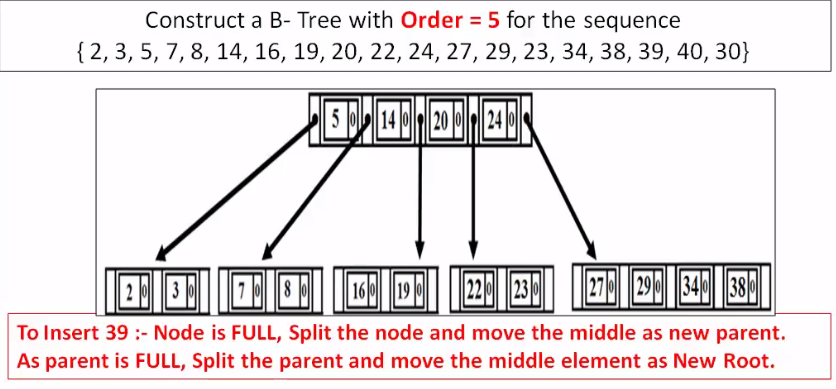 Construct a B- Tree with Order = 5 for the sequence
{ 2, 3, 5, 7, 8, 14, 16, 19, 20, 22, 24, 27, 29, 23, 34, 38, 39, 40, 30}
5 0 14 0 20 0 24 0
2 0 3 0 7 0 8 0 16 0 19 0 22 0 23 0 27 0 29 0 34 0 38 0
To Insert 39 :- Node is FULL, Split the node and move the middle as new parent.
As parent is FULL, Split the parent and move the middle element as New Root.